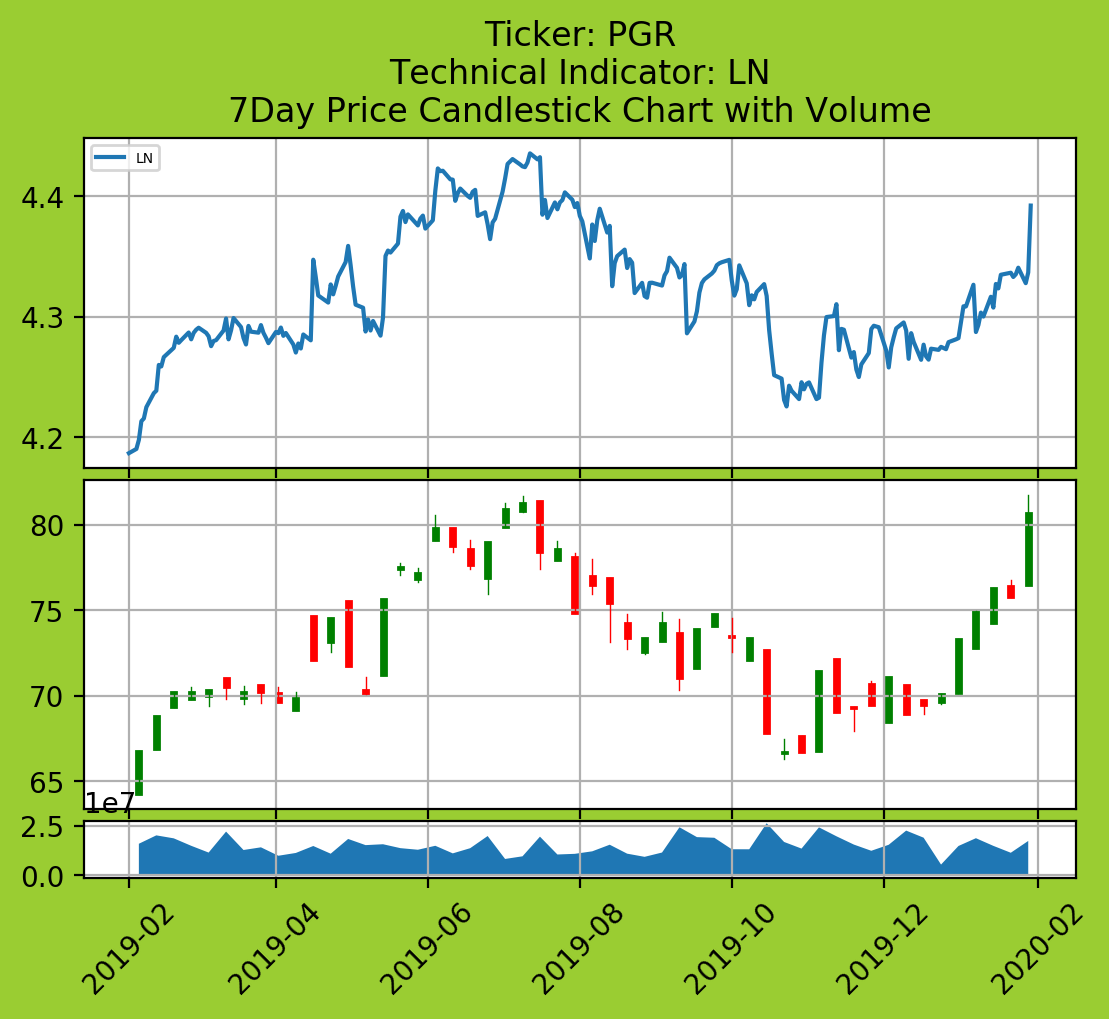 Ticker: PGR
Technical Indicator: LN
7Day Price Candlestick Chart with Volume
LN
4.4
4.3
4.2
80
75
70
65
1e7
2.5
0.0
2019-02 2019-04 2019-06 2019-08 2019-10 2019-12 2020-02